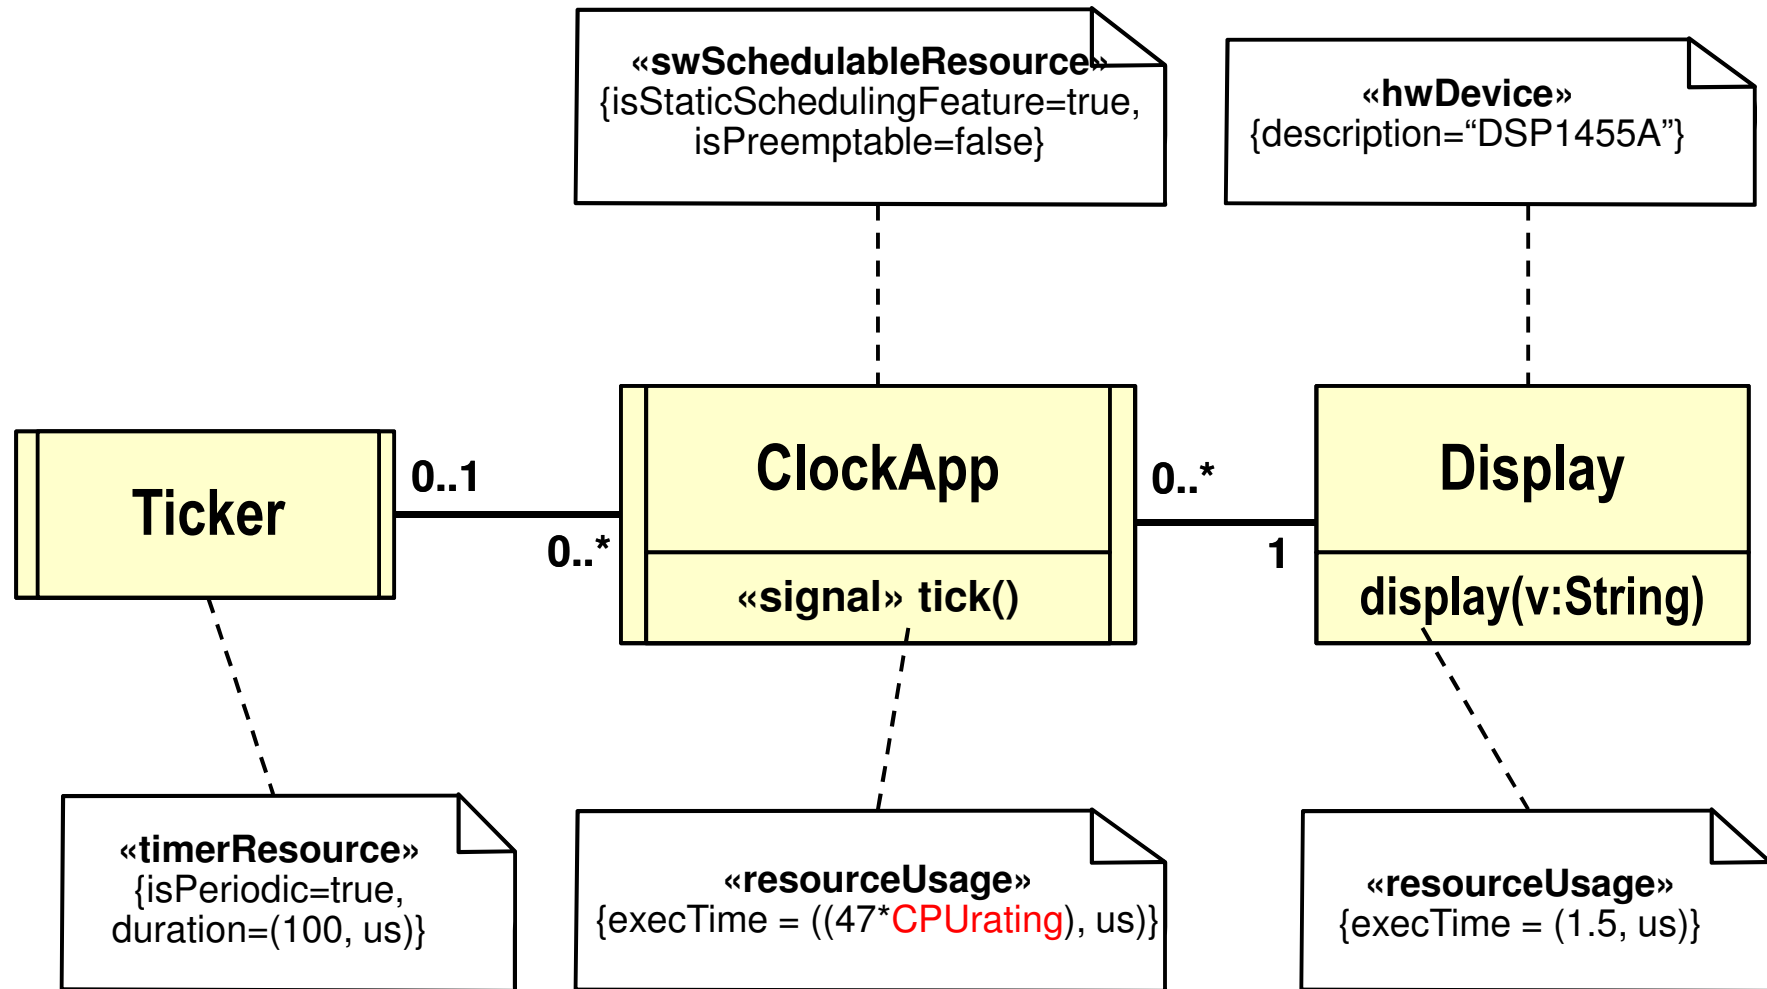 «swSchedulableResource»
{isStaticSchedulingFeature=true,
isPreemptable=false}
«hwDevice»
{description=“DSP1455A”}
Ticker
0..1
0..*
ClockApp
«signal» tick()
0..*
1
Display
display(v:String)
«timerResource»
{isPeriodic=true,
duration=(100, us)}
«resourceUsage»
{execTime = ((47*CPUrating), us)}
«resourceUsage»
{execTime = (1.5, us)}